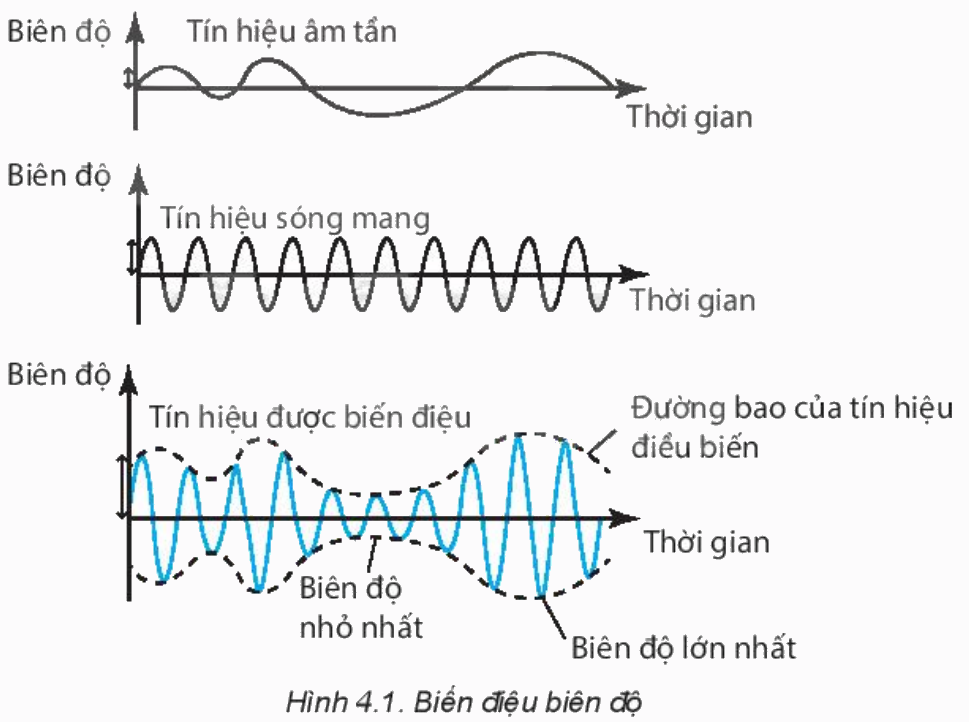 Biên độ
Tín hiệu âm tẩn
Thời gian
Biên độ
Tín hiệu sóng mang
Thời gian
Biên độ
Tín hiệu được biến điệu
Đường bao của tín hiệu
điều biến
Thời gian
Biên độ
nhỏ nhất
Biên độ lớn nhất
Hình 4.1. Biến điệu biên độ